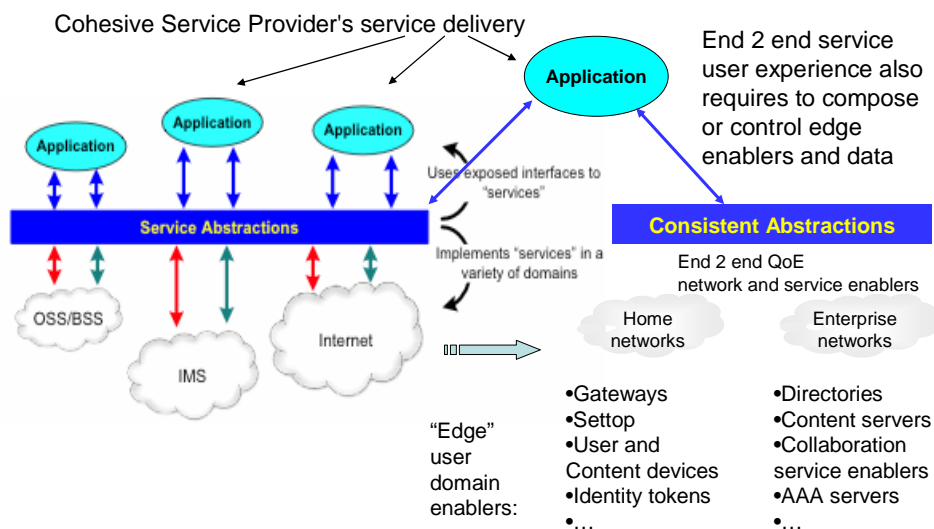 Cohesive Service Provider's service delivery
Application
Application
Application
Application
End 2 end service
user experience also
requires to compose
or control edge
enablers and data
Uses exposed interfaces to
"services"
Service Abstractions
Implements "services" in a
variety of domains
Consistent Abstractions
End 2 end QoE
network and service enablers
OSS/BSS
IMS
Internet
Home
networks
Enterprise
networks
"Edge"
user
domain
enablers:
•Gateways
•Settop
•User and
Content devices
•Identity tokens
•…
•Directories
•Content servers
•Collaboration
service enablers
•AAA servers
•…